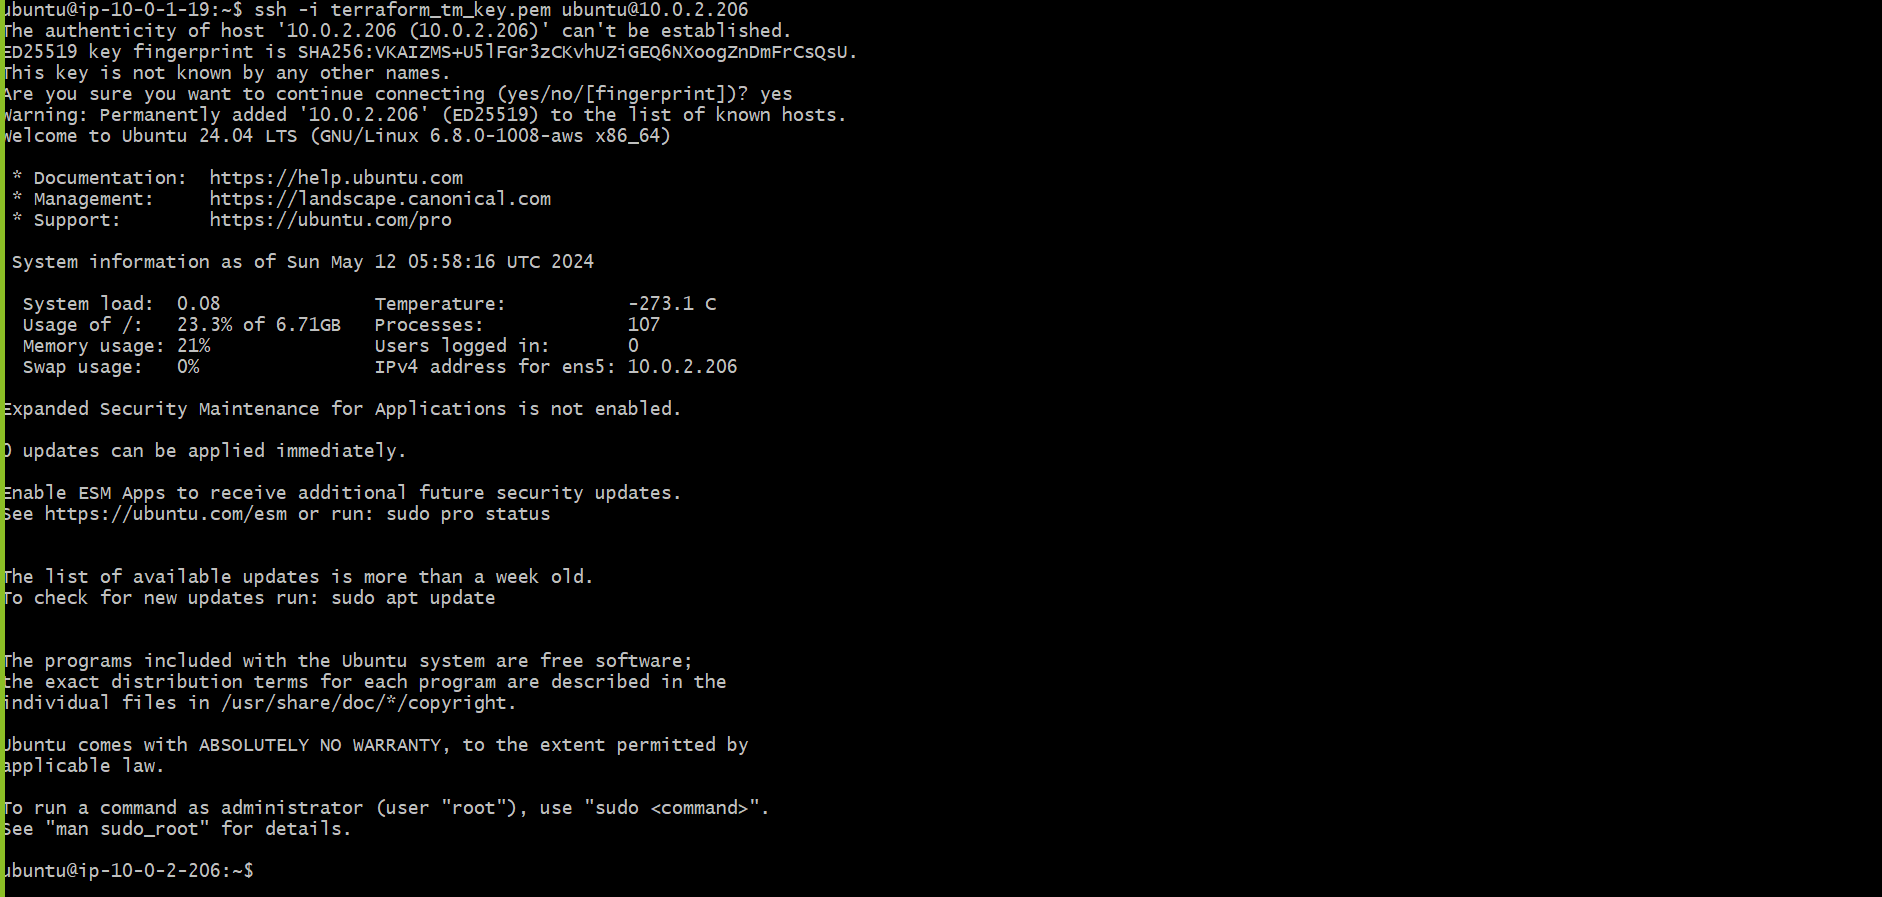 ubuntu@ip-10-0-1-19:~$ ssh -i terraform_tm_key.pem ubuntu@10.0.2.206
The authenticity of host '10.0.2.206 (10.0.2.206)' can't be established.
ED25519 key fingerprint is SHA256:VKAIZMS+U5lFGr3zCKvhUZiGEQ6NXoogZnDmFrCsQsU.
This key is not known by any other names.
Are you sure you want to continue connecting (yes/no/[fingerprint])? yes
Warning: Permanently added '10.0.2.206' (ED25519) to the list of known hosts.
Welcome to Ubuntu 24.04 LTS (GNU/Linux 6.8.0-1008-aws x86_64)
* Documentation: https://help.ubuntu.com
* Management: https://landscape.canonical.com
* Support: https://ubuntu.com/pro
System information as of Sun May 12 05:58:16 UTC 2024
System load: 0.08 Temperature: -273.1 C
Usage of /: 23.3% of 6.71GB Processes: 107
Memory usage: 21% Users logged in: 0
Swap usage: 0% IPv4 address for ens5: 10.0.2.206
Expanded Security Maintenance for Applications is not enabled.
0 updates can be applied immediately.
Enable ESM Apps to receive additional future security updates.
See https://ubuntu.com/esm or run: sudo pro status
The list of available updates is more than a week old.
To check for new updates run: sudo apt update
The programs included with the Ubuntu system are free software;
the exact distribution terms for each program are described in the
individual files in /usr/share/doc/*/copyright.
Ubuntu comes with ABSOLUTELY NO WARRANTY, to the extent permitted by
applicable law.
To run a command as administrator (user "root"), use "sudo <command>".
See "man sudo_root" for details.
ubuntu@ip-10-0-2-206:~$